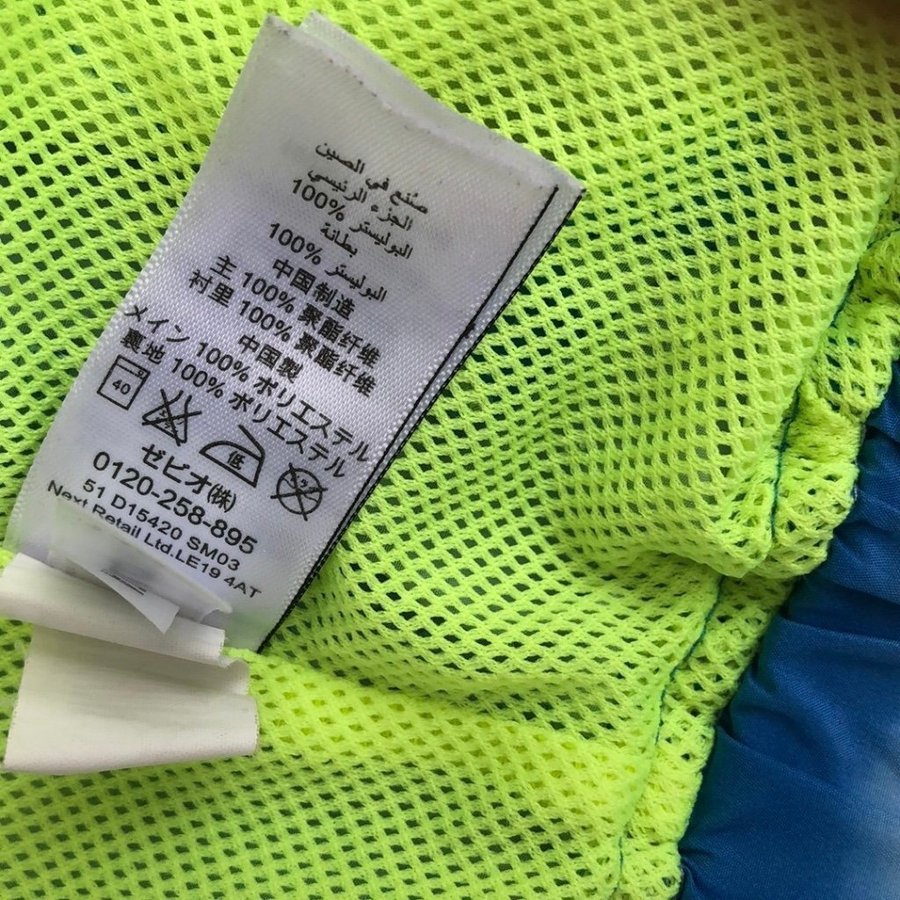 صُنع في الصين
الجزء الرئيسي
100% البوليستر
بطانة
100% البوليستر
中国制造
主 100% 聚酯纤维
衬里 100% 聚酯纤维
中国製
メイン 100% ポリエステル
裏地 100% ポリエステル
40
低
ゼビオ(株)
0120-258-895
51 D15420 SM03
Next Retail Ltd.LE19 4AT